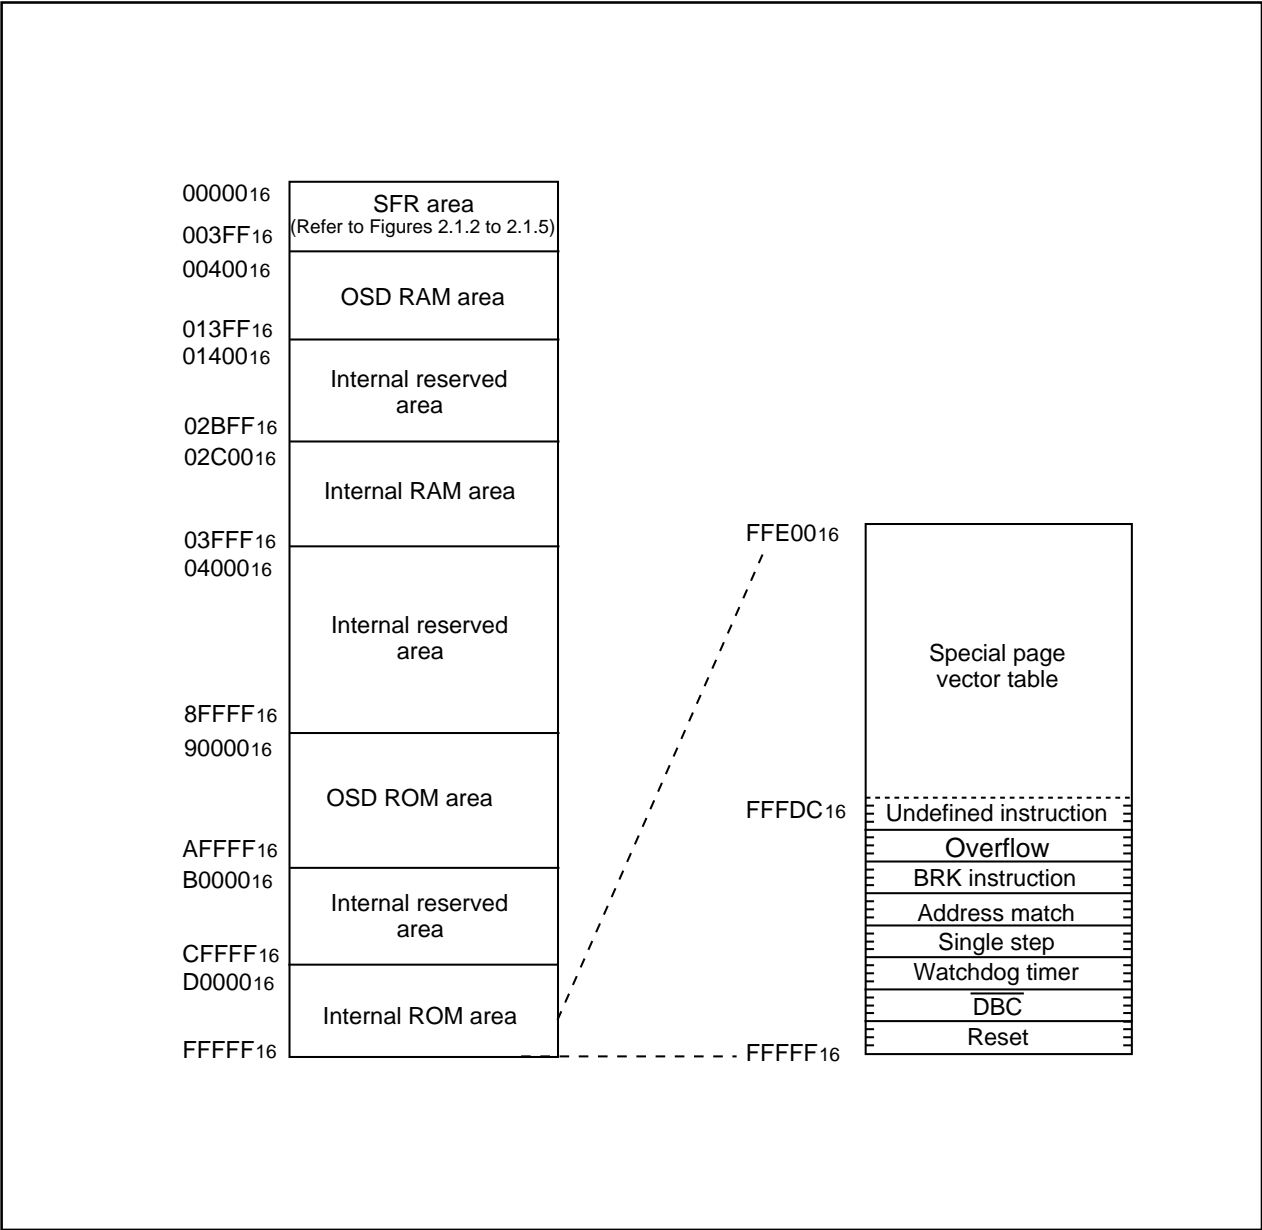 0000016
SFR area
(Refer to Figures 2.1.2 to 2.1.5)
003FF16
0040016
OSD RAM area
013FF16
0140016
Internal reserved
area
02BFF16
02C0016
Internal RAM area
03FFF16
0400016
Internal reserved
area
8FFFF16
9000016
OSD ROM area
AFFFF16
B000016
Internal reserved
area
CFFFF16
D000016
Internal ROM area
FFFFF16
FFE0016
Special page
vector table
FFFDC16
Undefined instruction
Overflow
BRK instruction
Address match
Single step
Watchdog timer
DBC
Reset
FFFFF16